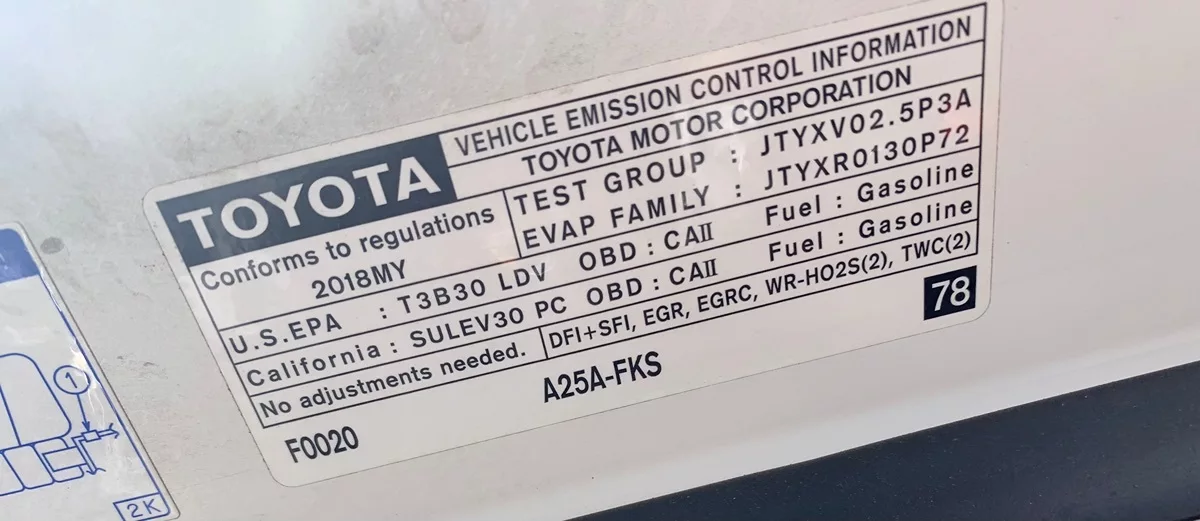 TOYOTA
VEHICLE EMISSION CONTROL INFORMATION
TOYOTA MOTOR CORPORATION
Conforms to regulations
2018MY
TEST GROUP : JTYXV02.5P3A
EVAP FAMILY : JTYXR0130P72
U.S.EPA : T3B30 LDV OBD : CAII Fuel : Gasoline
California : SULEV30 PC OBD : CAII Fuel : Gasoline
No adjustments needed.
DFI+SFI, EGR, EGRC, WR-HO2S(2), TWC(2)
F0020
A25A-FKS
78
1
2K